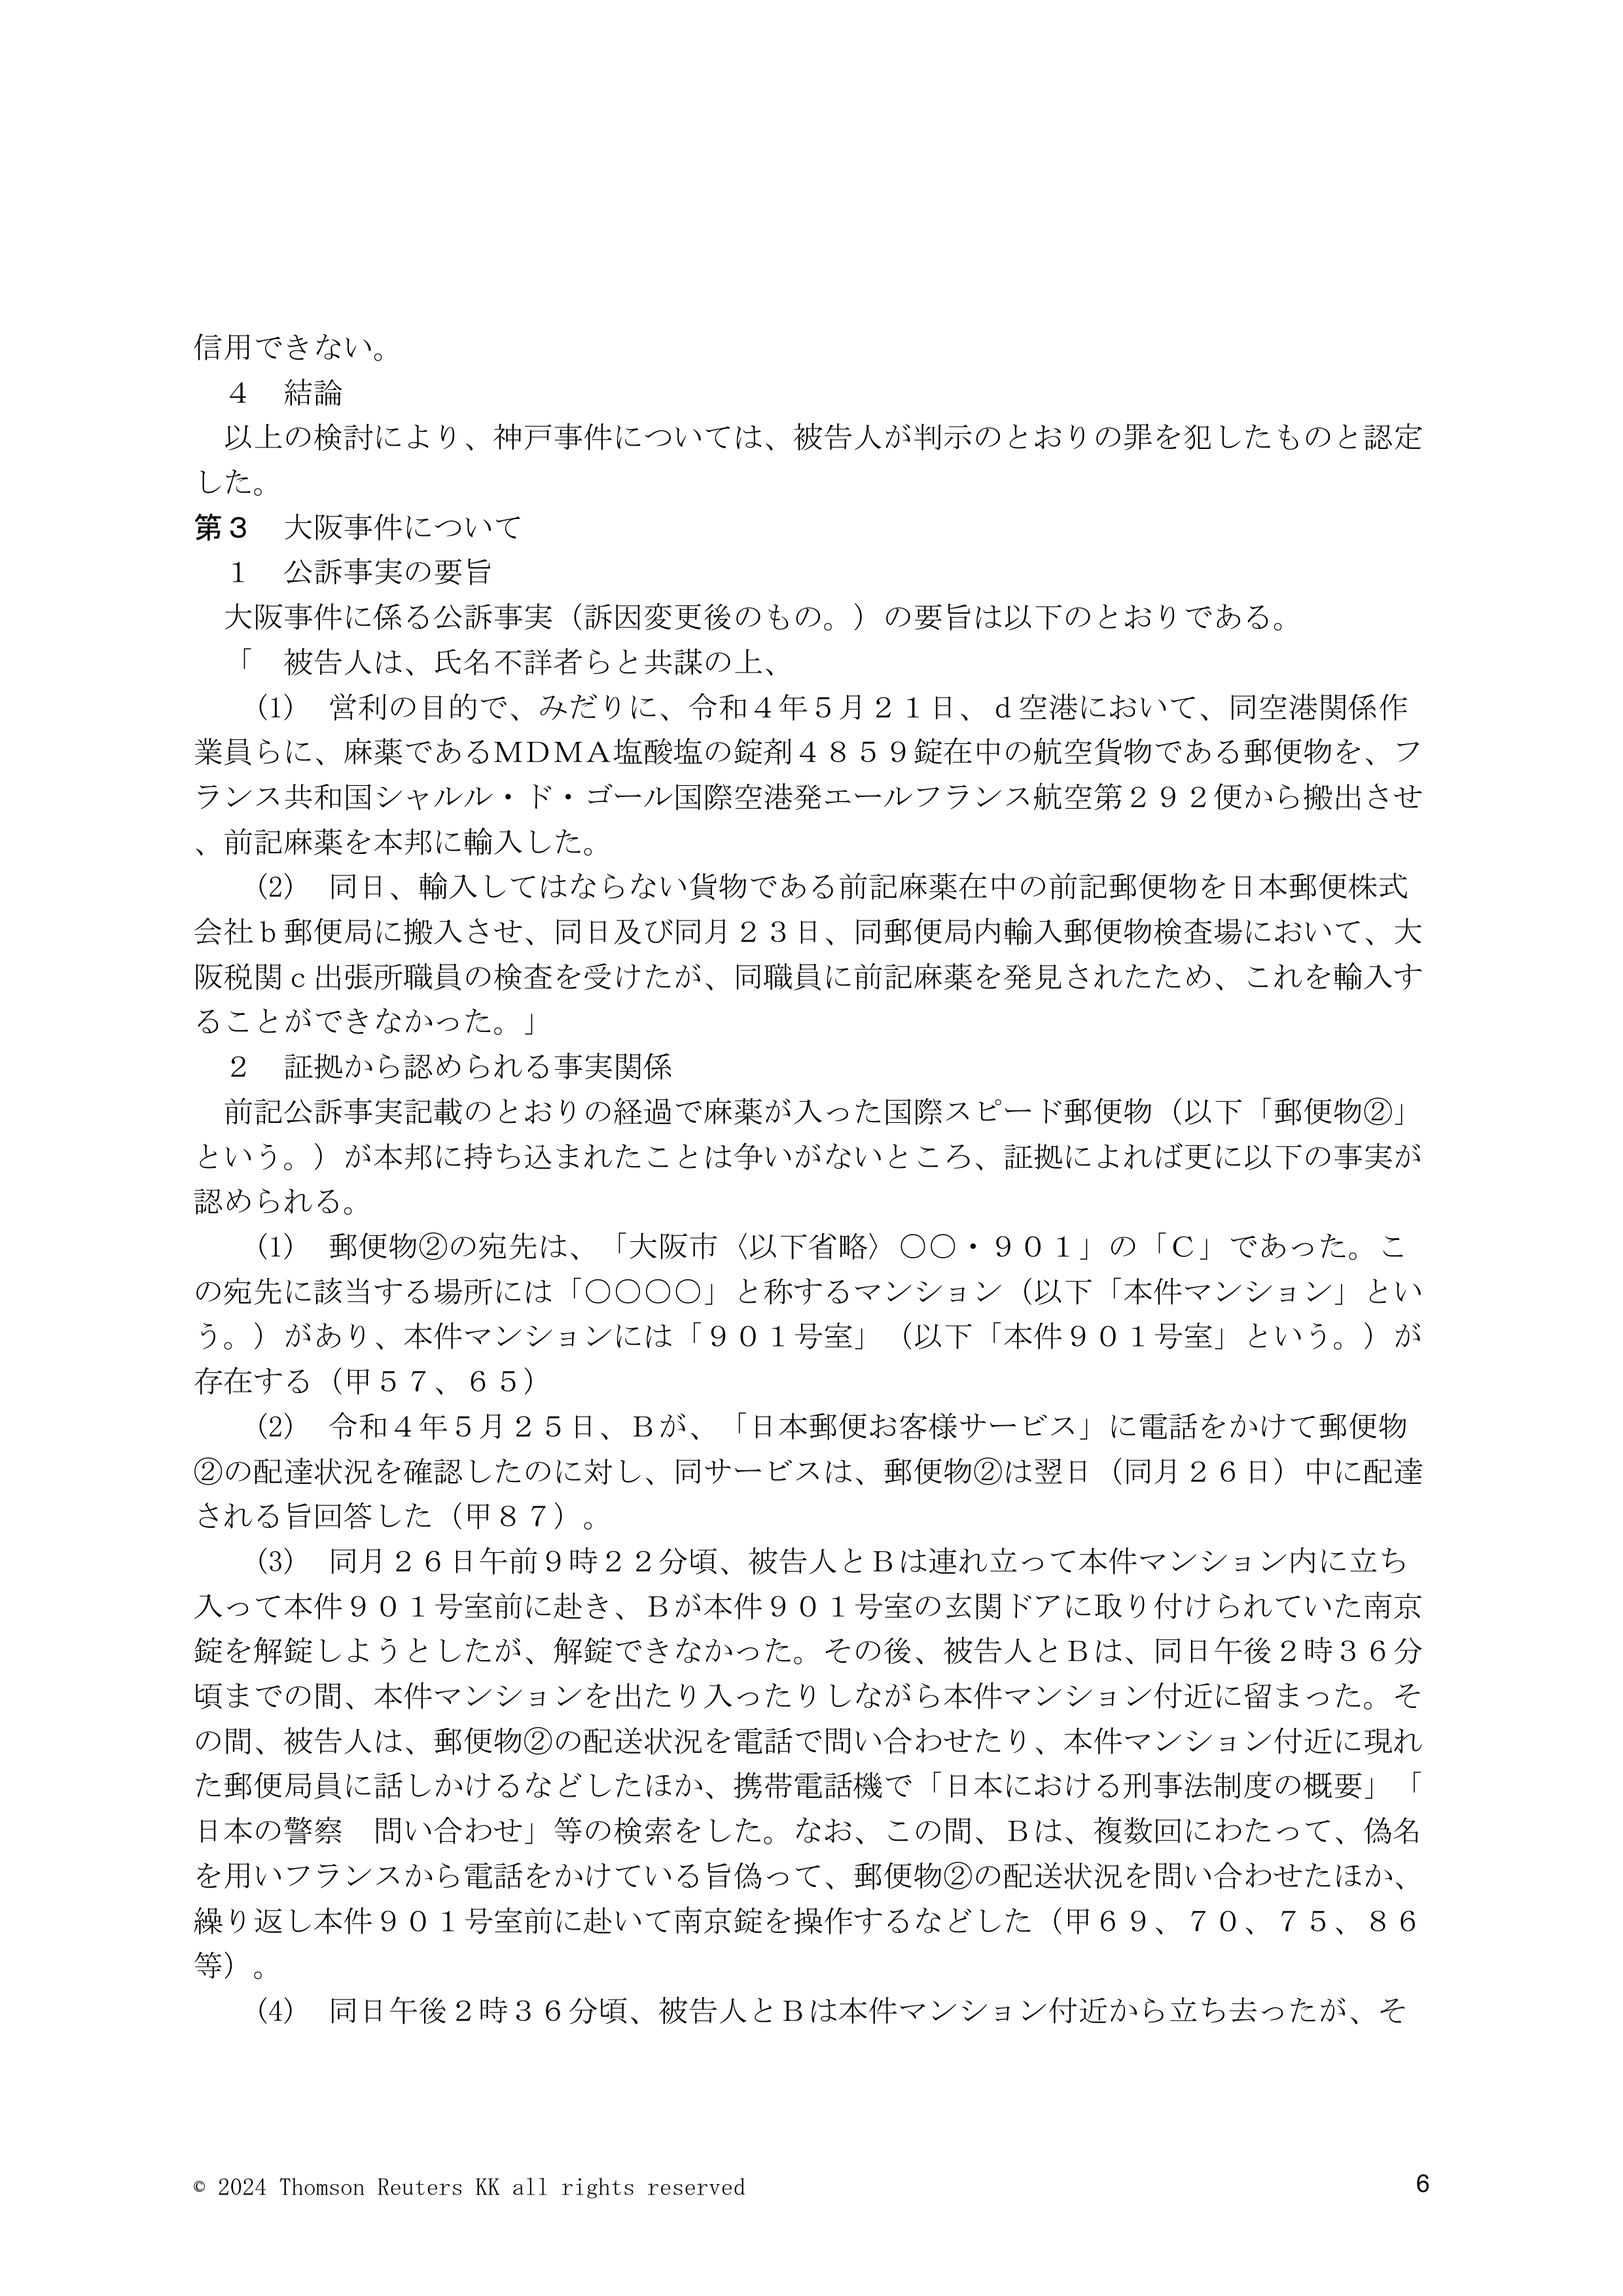 信用できない。
４　結論
以上の検討により、神戸事件については、被告人が判示のとおりの罪を犯したものと認定
した。
第３　大阪事件について
１　公訴事実の要旨
大阪事件に係る公訴事実（訴因変更後のもの。）の要旨は以下のとおりである。
「　被告人は、氏名不詳者らと共謀の上、
⑴　営利の目的で、みだりに、令和４年５月２１日、ｄ空港において、同空港関係作
業員らに、麻薬であるＭＤＭＡ塩酸塩の錠剤４８５９錠在中の航空貨物である郵便物を、フ
ランス共和国シャルル・ド・ゴール国際空港発エールフランス航空第２９２便から搬出させ
、前記麻薬を本邦に輸入した。
⑵　同日、輸入してはならない貨物である前記麻薬在中の前記郵便物を日本郵便株式
会社ｂ郵便局に搬入させ、同日及び同月２３日、同郵便局内輸入郵便物検査場において、大
阪税関ｃ出張所職員の検査を受けたが、同職員に前記麻薬を発見されたため、これを輸入す
ることができなかった。」
２　証拠から認められる事実関係
前記公訴事実記載のとおりの経過で麻薬が入った国際スピード郵便物（以下「郵便物②」
という。）が本邦に持ち込まれたことは争いがないところ、証拠によれば更に以下の事実が
認められる。
⑴　郵便物②の宛先は、「大阪市〈以下省略〉○○・９０１」の「Ｃ」であった。こ
の宛先に該当する場所には「○○○○」と称するマンション（以下「本件マンション」とい
う。）があり、本件マンションには「９０１号室」（以下「本件９０１号室」という。）が
存在する（甲５７、６５）
⑵　令和４年５月２５日、Ｂが、「日本郵便お客様サービス」に電話をかけて郵便物
②の配達状況を確認したのに対し、同サービスは、郵便物②は翌日（同月２６日）中に配達
される旨回答した（甲８７）。
⑶　同月２６日午前９時２２分頃、被告人とＢは連れ立って本件マンション内に立ち
入って本件９０１号室前に赴き、Ｂが本件９０１号室の玄関ドアに取り付けられていた南京
錠を解錠しようとしたが、解錠できなかった。その後、被告人とＢは、同日午後２時３６分
頃までの間、本件マンションを出たり入ったりしながら本件マンション付近に留まった。そ
の間、被告人は、郵便物②の配送状況を電話で問い合わせたり、本件マンション付近に現れ
た郵便局員に話しかけるなどしたほか、携帯電話機で「日本における刑事法制度の概要」「
日本の警察　問い合わせ」等の検索をした。なお、この間、Ｂは、複数回にわたって、偽名
を用いフランスから電話をかけている旨偽って、郵便物②の配送状況を問い合わせたほか、
繰り返し本件９０１号室前に赴いて南京錠を操作するなどした（甲６９、７０、７５、８６
等）。
⑷　同日午後２時３６分頃、被告人とＢは本件マンション付近から立ち去ったが、そ
© 2024 Thomson Reuters KK all rights reserved
6